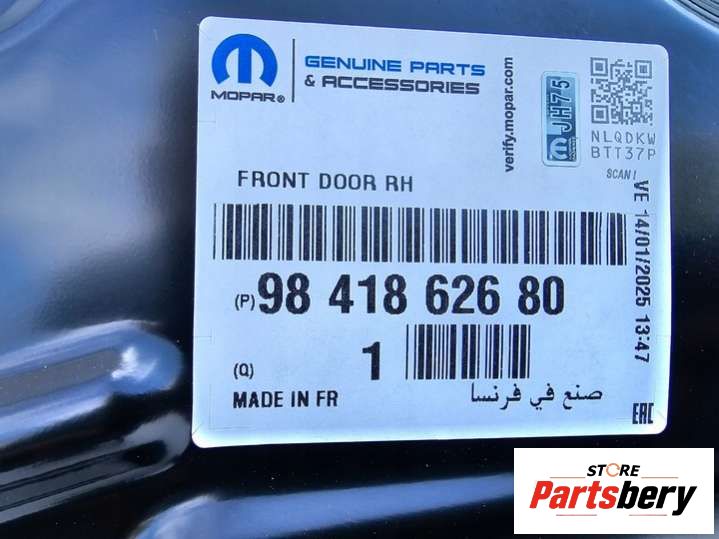 MOPAR®
GENUINE PARTS
& ACCESSORIES
verify.mopar.com
JH75
NLQDKW
BTT37P
SCAN!
FRONT DOOR RH
VE 14/01/2025 13:47
(P) 98 418 626 80
(Q) 1
MADE IN FR
صنع في فرنسا
EAC
STORE
Partsbery